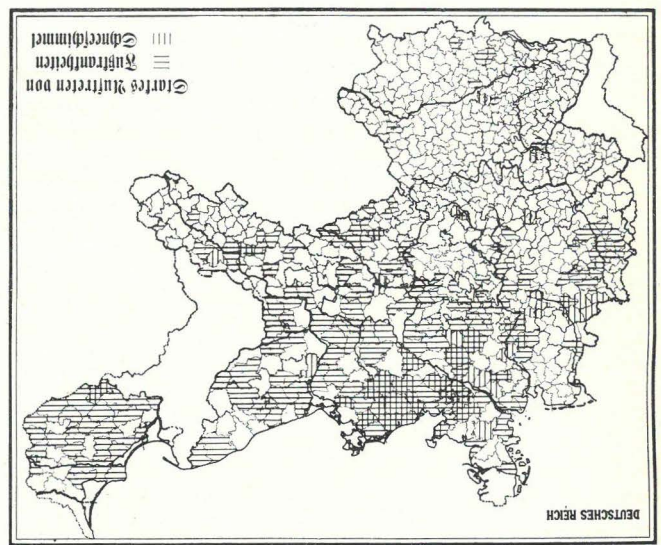 DEUTSCHES REICH
Starkes Auftreten von
Fußkrankheiten
Schneeschimmel